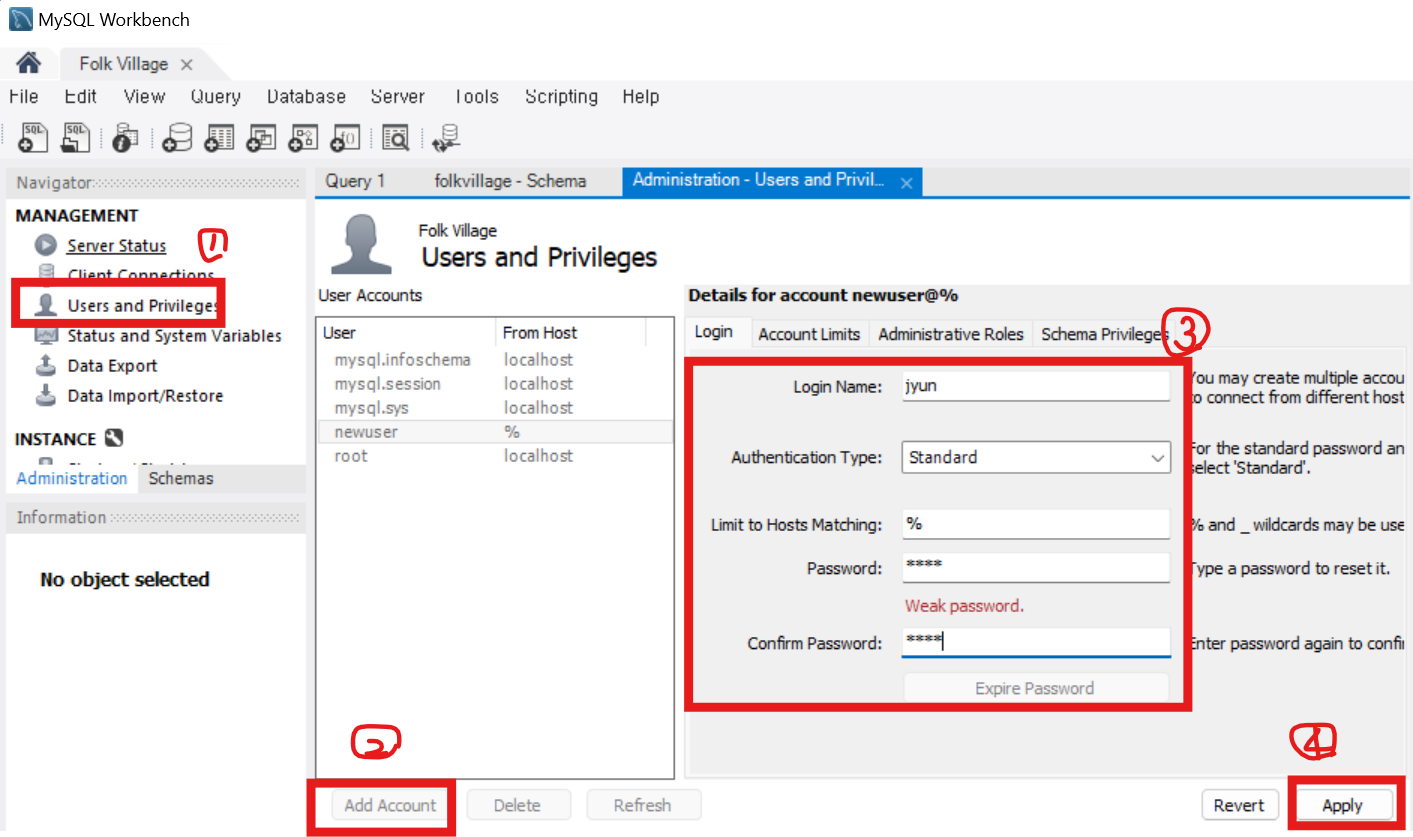 MySQL Workbench
Folk Village
File Edit View Query Database Server Tools Scripting Help
Navigator
MANAGEMENT
Server Status
Client Connections
Users and Privileges
Status and System Variables
Data Export
Data Import/Restore
INSTANCE
Administration Schemas
Information
No object selected
Query 1 folkvillage - Schema Administration - Users and Privil...
Folk Village
Users and Privileges
User Accounts
User From Host
mysql.infoschema localhost
mysql.session localhost
mysql.sys localhost
newuser %
root localhost
Add Account Delete Refresh
Details for account newuser@%
Login Account Limits Administrative Roles Schema Privileges
Login Name: jyun
You may create multiple accou
to connect from different host
Authentication Type: Standard
For the standard password an
select 'Standard'.
Limit to Hosts Matching: %
% and _ wildcards may be use
Password: ****
Type a password to reset it.
Weak password.
Confirm Password: ****
Enter password again to confi
Expire Password
Revert Apply
1
2
3
4